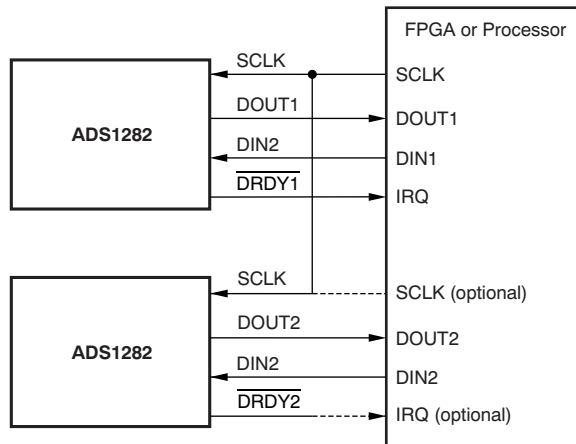 FPGA or Processor
SCLK
SCLK
DOUT1
DOUT1
ADS1282
DIN2
DIN1
DRDY1
IRQ
SCLK
SCLK (optional)
DOUT2
DOUT2
ADS1282
DIN2
DIN2
DRDY2
IRQ (optional)